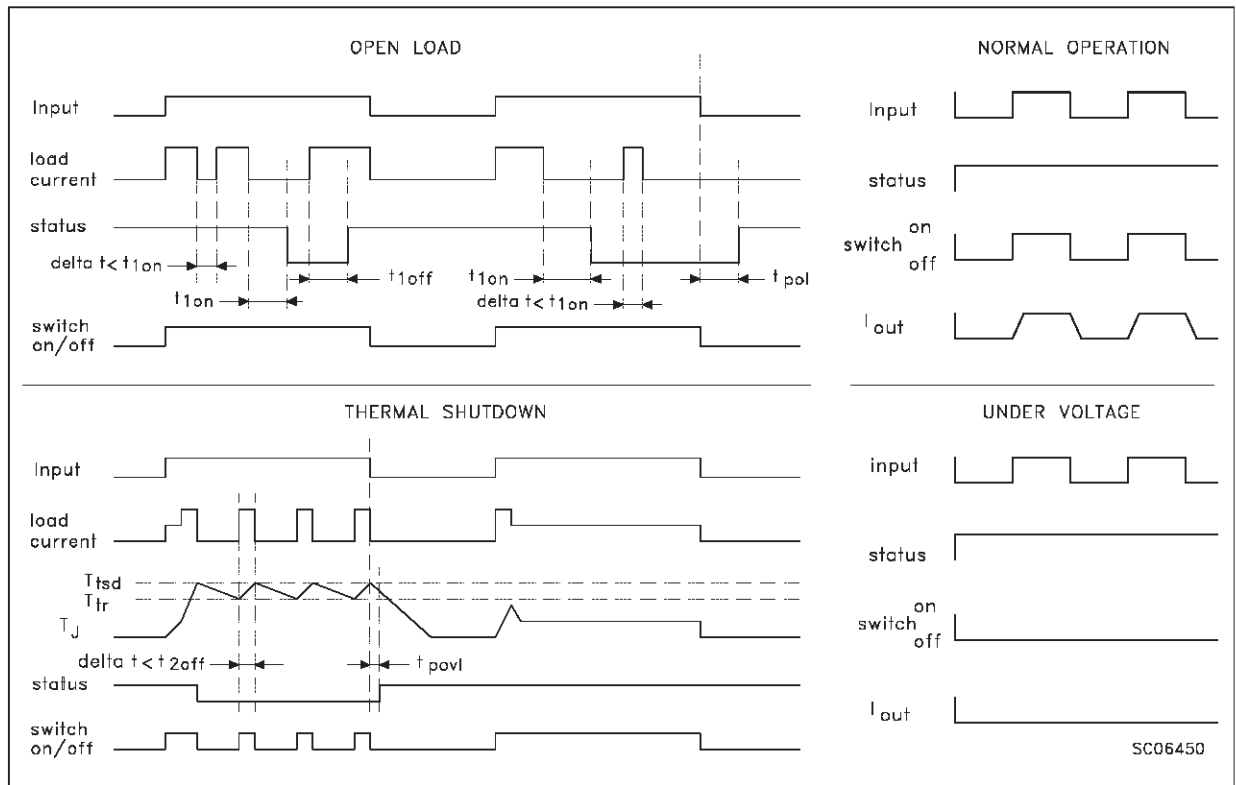 OPEN LOAD
Input
load
current
status
delta t< t1on
t1on
t1off
t1on
delta t< t1on
tpol
switch
on/off
NORMAL OPERATION
Input
status
switch on
off
Iout
THERMAL SHUTDOWN
Input
load
current
Ttsd
Ttr
TJ
delta t< t2off
tpovl
status
switch
on/off
UNDER VOLTAGE
input
status
switch on
off
Iout
SC06450